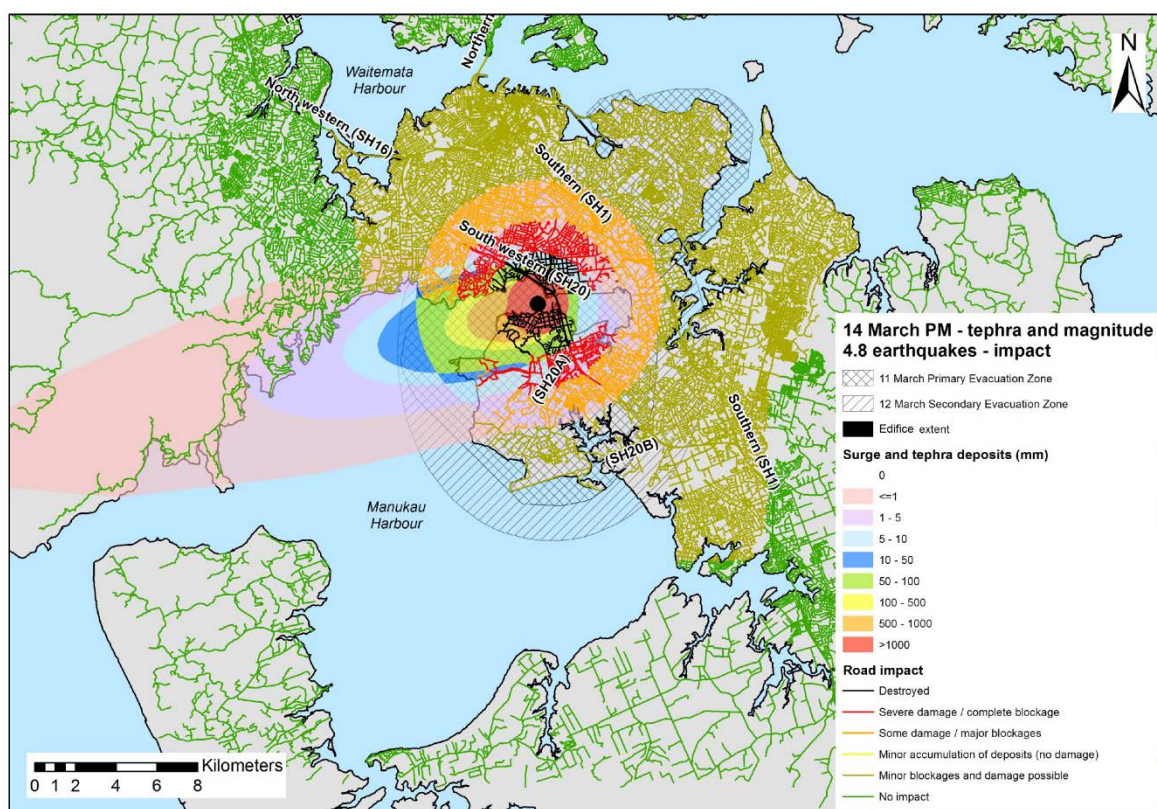 Northern
Waitemata
Harbour
North western (SH16)
Southern (SH1)
South western (SH20)
(SH20A)
(SH20B)
Southern (SH1)
Manukau
Harbour
N
14 March PM - tephra and magnitude
4.8 earthquakes - impact
11 March Primary Evacuation Zone
12 March Secondary Evacuation Zone
Edifice extent
Surge and tephra deposits (mm)
0
<=1
1 - 5
5 - 10
10 - 50
50 - 100
100 - 500
500 - 1000
>1000
Road impact
Destroyed
Severe damage / complete blockage
Some damage / major blockages
Minor accumulation of deposits (no damage)
Minor blockages and damage possible
No impact
Kilometers
0 1 2 4 6 8